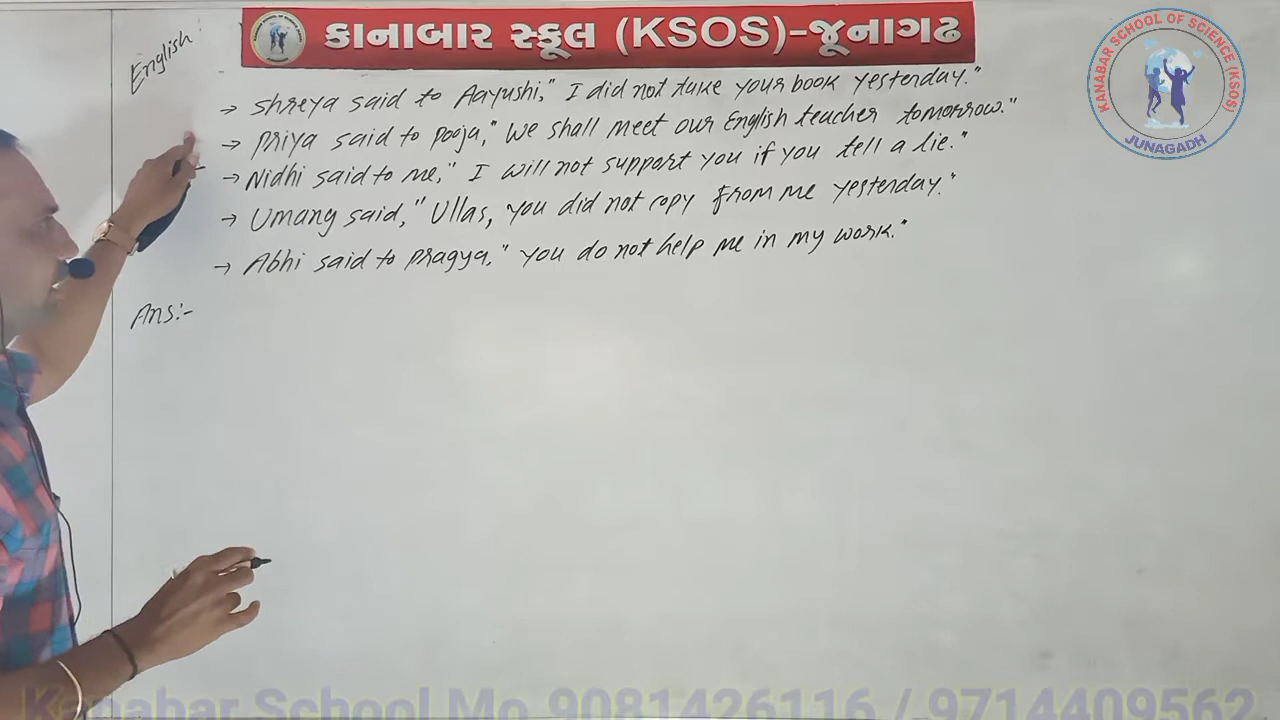 કાનાબાર સ્કૂલ (KSOS)-જૂનાગઢ
KANABAR SCHOOL OF SCIENCE (KSOS)
JUNAGADH
English:
→ Shreya said to Aayushi," I did not take your book yesterday."
→ Priya said to Pooja," We shall meet our English teacher tomorrow."
→ Nidhi said to me," I will not support you if you tell a lie."
→ Umang said," Ullas, you did not copy from me yesterday."
→ Abhi said to Pragya," You do not help me in my work."
Ans:-
Kanabar School Mo.9081426116 / 9714409562